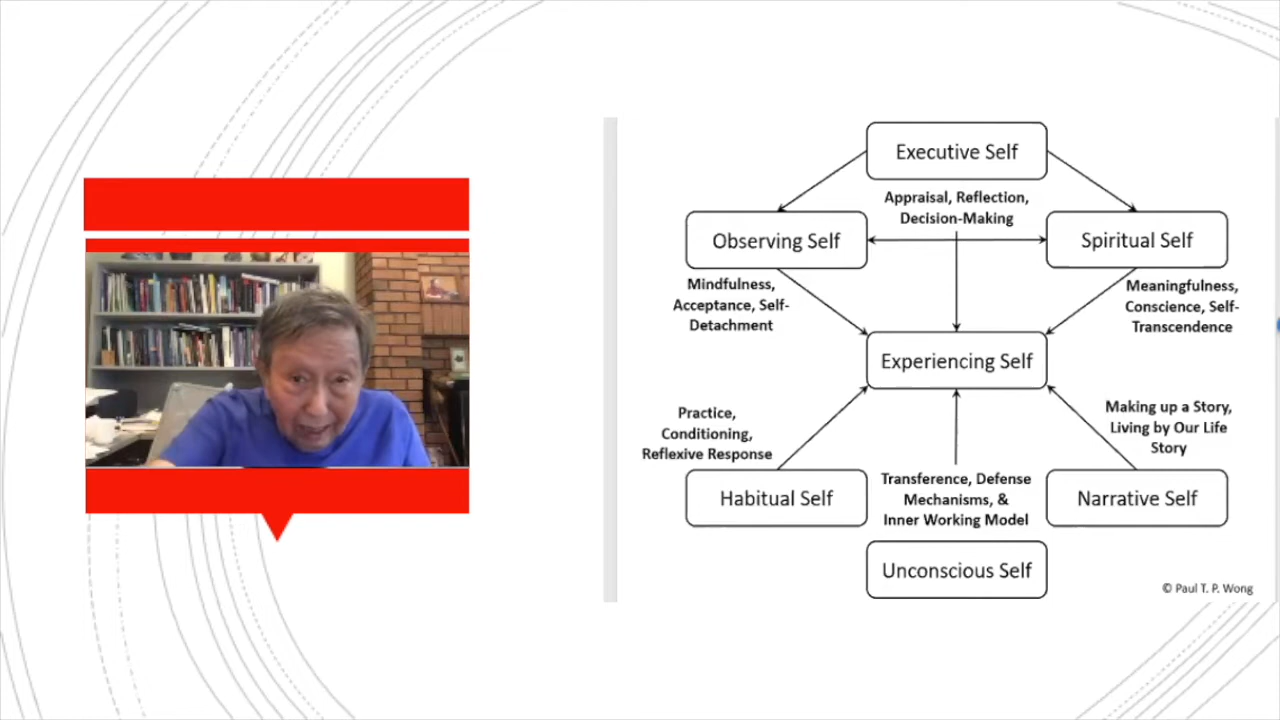 Executive Self
Appraisal, Reflection,
Decision-Making
Observing Self
Spiritual Self
Mindfulness,
Acceptance, Self-
Detachment
Meaningfulness,
Conscience, Self-
Transcendence
Experiencing Self
Practice,
Conditioning,
Reflexive Response
Making up a Story,
Living by Our Life
Story
Habitual Self
Transference, Defense
Mechanisms, &
Inner Working Model
Narrative Self
Unconscious Self
© Paul T. P. Wong